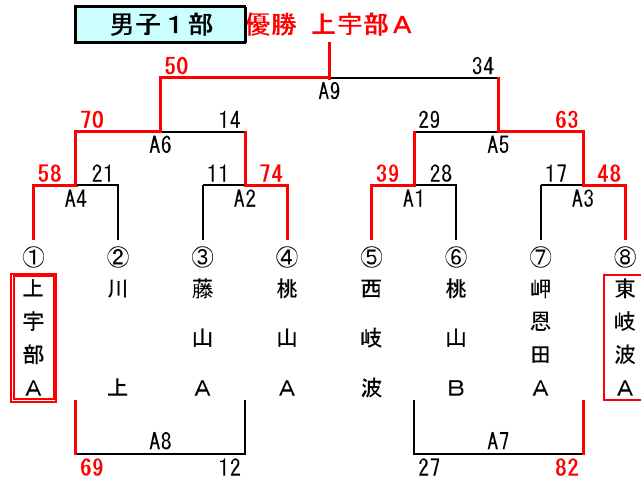 男子１部 優勝 上宇部Ａ
50 34
A9
70 14 29 63
A6 A5
58 21 11 74 39 28 17 48
A4 A2 A1 A3
① ② ③ ④ ⑤ ⑥ ⑦ ⑧
上宇部Ａ
川上
藤山Ａ
桃山Ａ
西岐波
桃山Ｂ
岬恩田Ａ
東岐波Ａ
A8 A7
69 12 27 82